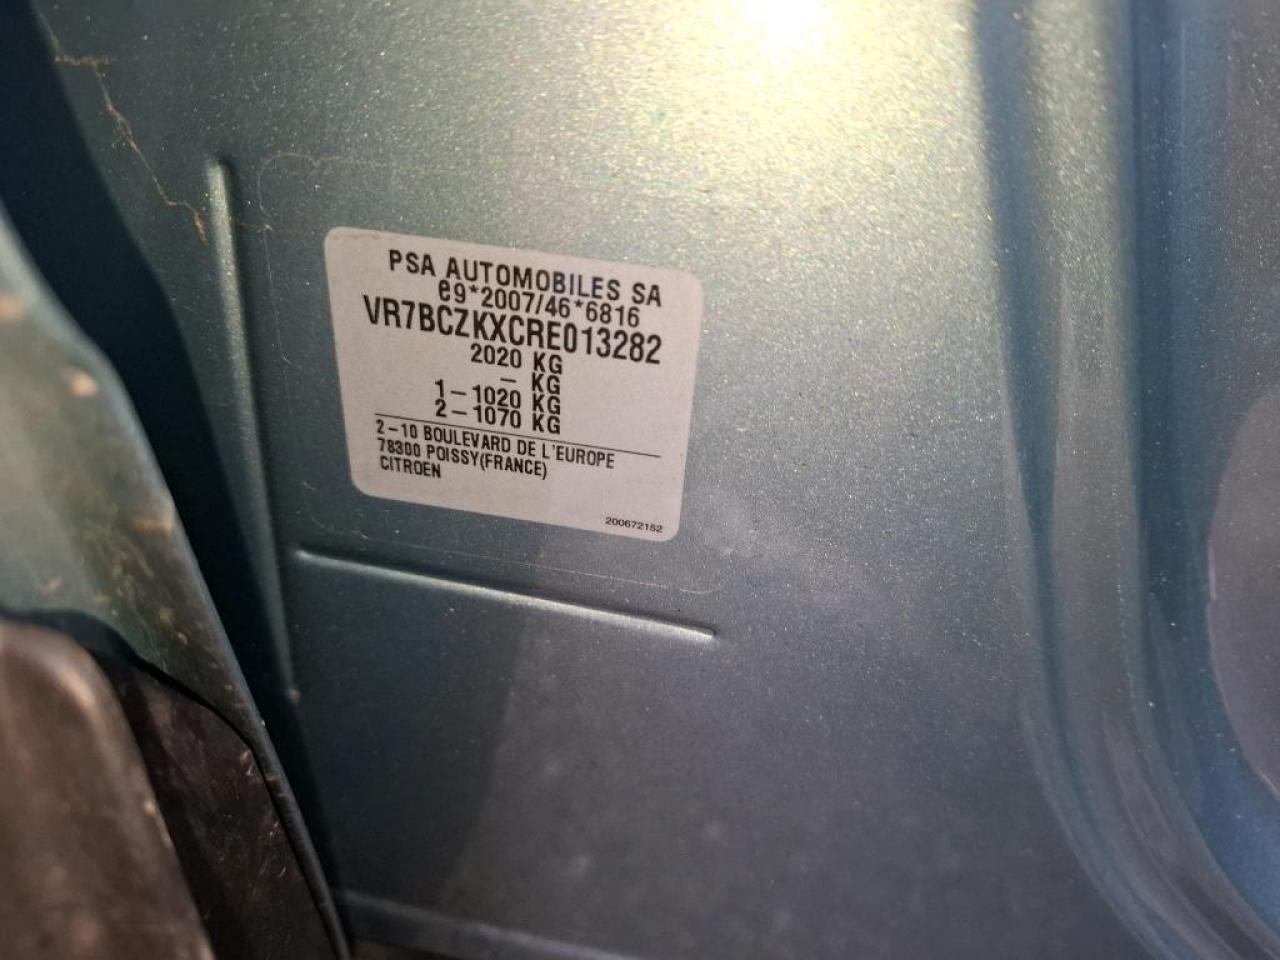 PSA AUTOMOBILES SA
e9*2007/46*6816
VR7BCZKXCRE013282
2020 KG
– KG
1–1020 KG
2–1070 KG
2–10 BOULEVARD DE L'EUROPE
78300 POISSY(FRANCE)
CITROEN
200672152